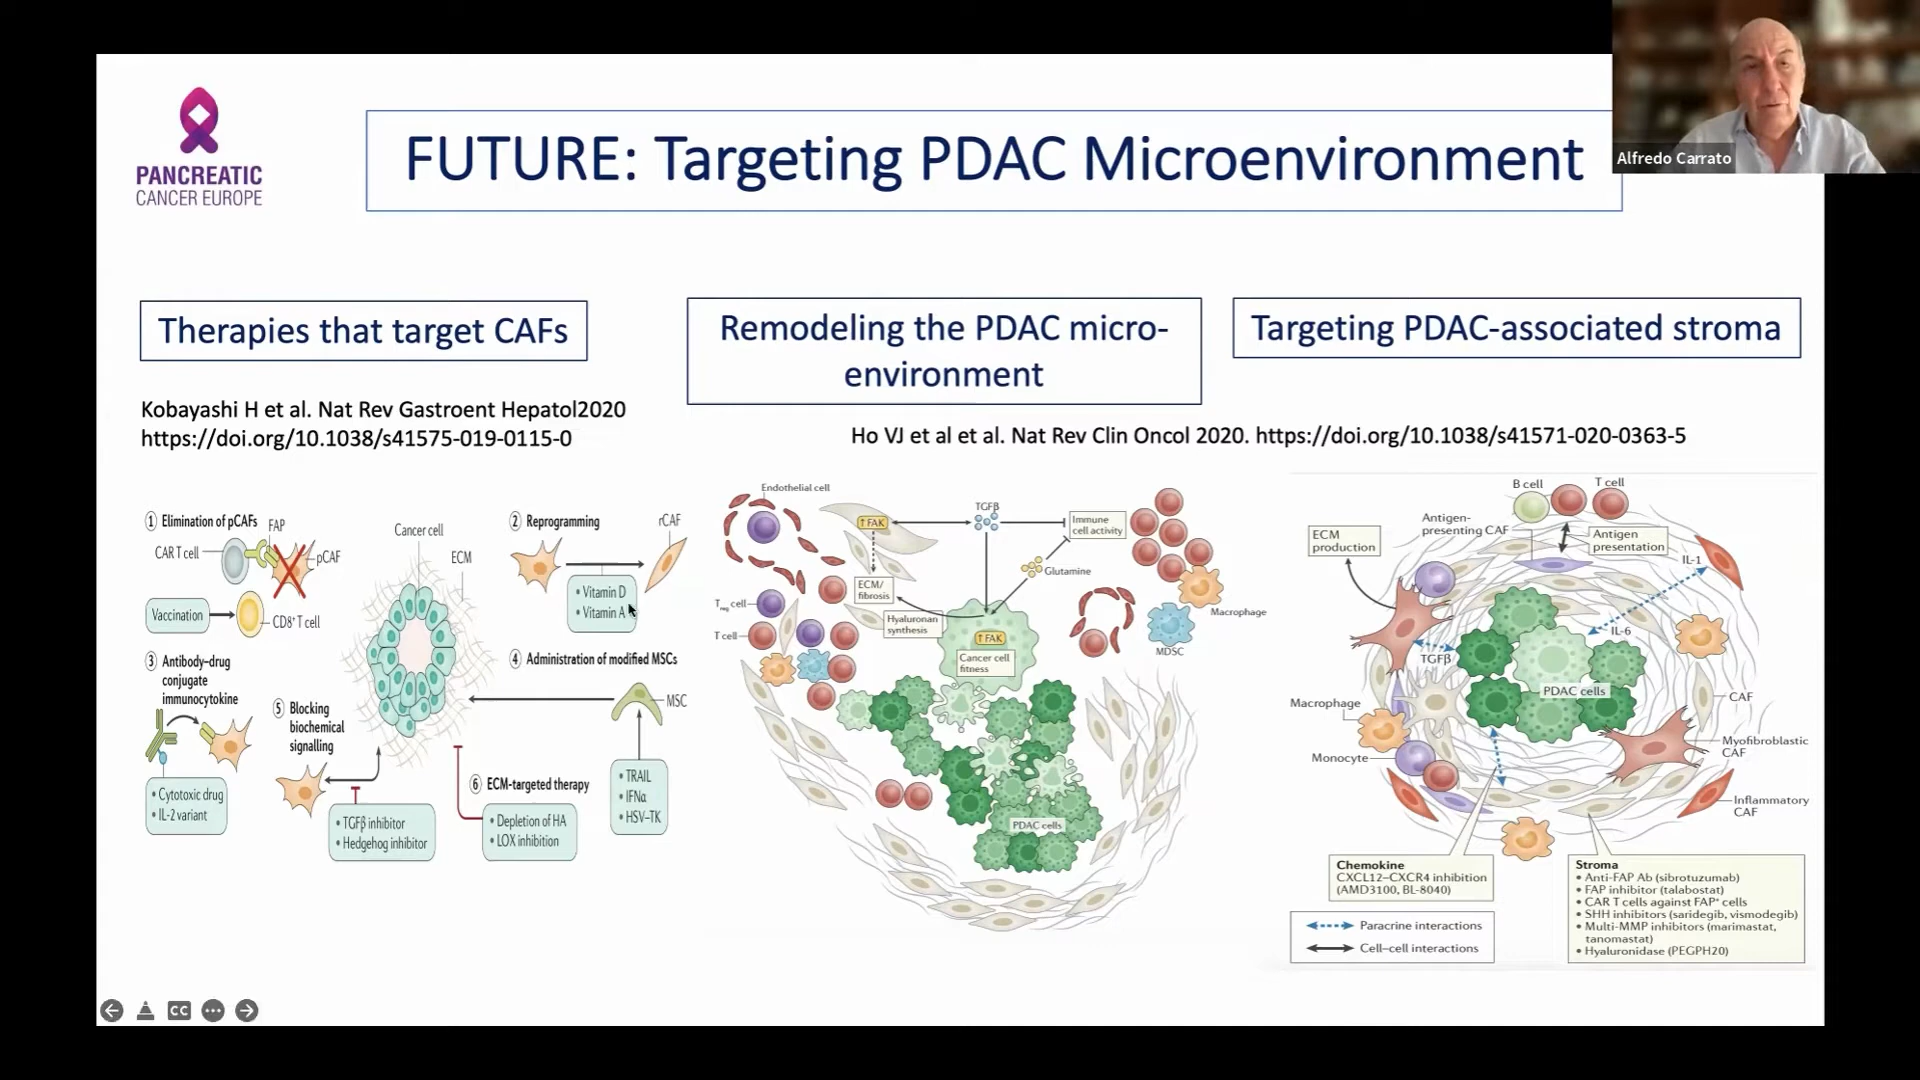 PANCREATIC
CANCER EUROPE
FUTURE: Targeting PDAC Microenvironment
Alfredo Carrato
Therapies that target CAFs
Kobayashi H et al. Nat Rev Gastroent Hepatol2020
https://doi.org/10.1038/s41575-019-0115-0
Remodeling the PDAC micro-
environment
Targeting PDAC-associated stroma
Ho VJ et al et al. Nat Rev Clin Oncol 2020. https://doi.org/10.1038/s41571-020-0363-5
① Elimination of pCAFs
FAP
CAR T cell
pCAF
Vaccination
CD8⁺ T cell
Cancer cell
ECM
② Reprogramming
rCAF
• Vitamin D
• Vitamin A
③ Antibody–drug
conjugate
immunocytokine
• Cytotoxic drug
• IL-2 variant
④ Administration of modified MSCs
MSC
• TRAIL
• IFNα
• HSV–TK
⑤ Blocking
biochemical
signalling
• TGFβ inhibitor
• Hedgehog inhibitor
⑥ ECM-targeted therapy
• Depletion of HA
• LOX inhibition
Endothelial cell
↑ FAK
TGFβ
Immune
cell activity
Glutamine
ECM/
fibrosis
Hyaluronan
synthesis
Treg cell
T cell
↑ FAK
Cancer cell
fitness
Macrophage
MDSC
PDAC cells
B cell
T cell
Antigen-
presenting CAF
ECM
production
Antigen
presentation
IL-1
IL-6
TGFβ
PDAC cells
Macrophage
Monocyte
CAF
Myofibroblastic
CAF
Inflammatory
CAF
Chemokine
CXCL12–CXCR4 inhibition
(AMD3100, BL-8040)
Paracrine interactions
Cell–cell interactions
Stroma
• Anti-FAP Ab (sibrotuzumab)
• FAP inhibitor (talabostat)
• CAR T cells against FAP⁺ cells
• SHH inhibitors (saridegib, vismodegib)
• Multi-MMP inhibitors (marimastat,
tanomastat)
• Hyaluronidase (PEGPH20)
CC